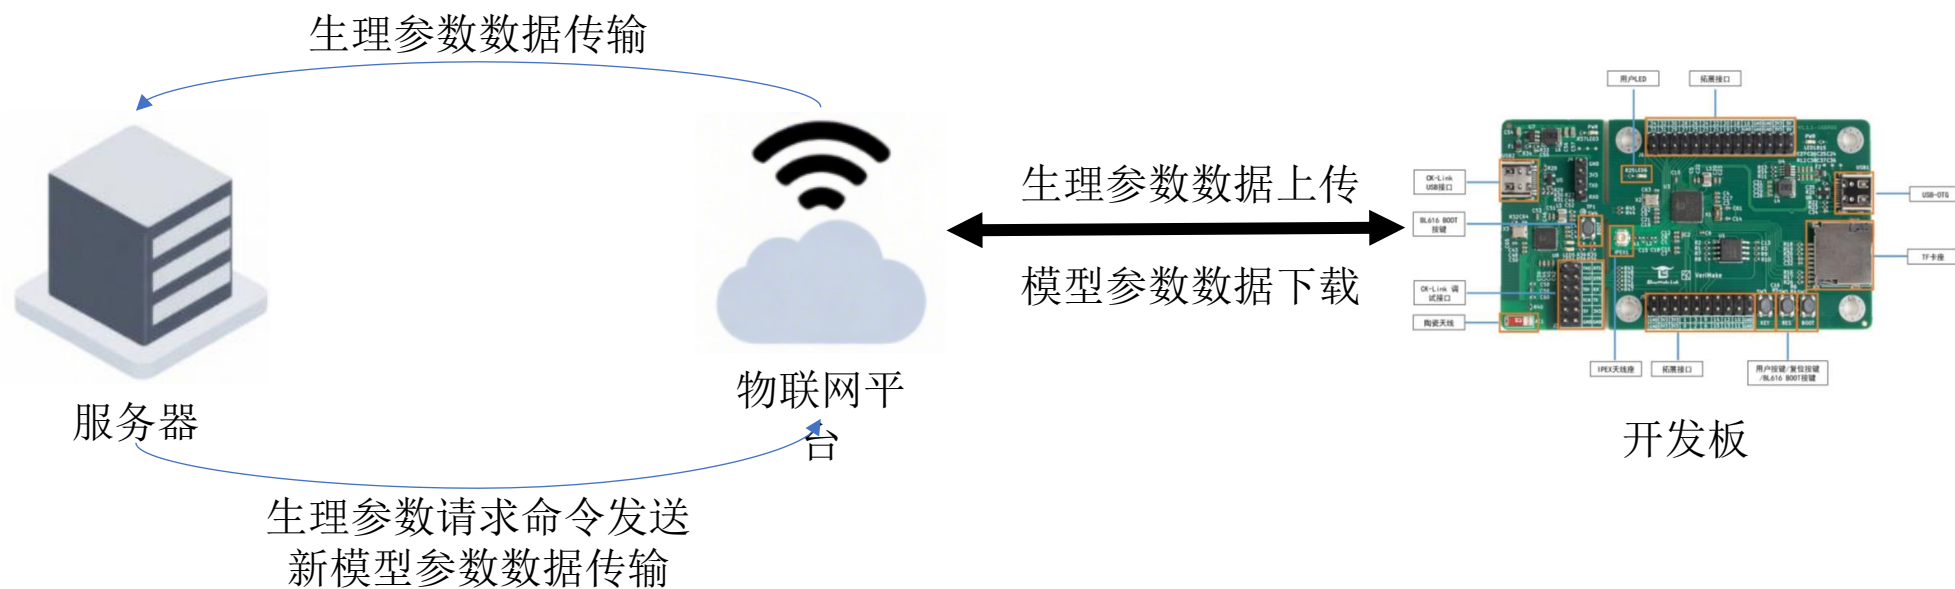 生理参数数据传输
服务器
生理参数请求命令发送
新模型参数数据传输
物联网平
台
生理参数数据上传
模型参数数据下载
用户LED
拓展接口
CK-Link
USB接口
BL616 BOOT
按键
CK-Link 调
试接口
陶瓷天线
USB-OTG
TF卡座
IPEX天线座
拓展接口
用户按键/复位按键
/BL616 BOOT按键
KEY
RES
BOOT
IPEX1
VeriMake
开发板